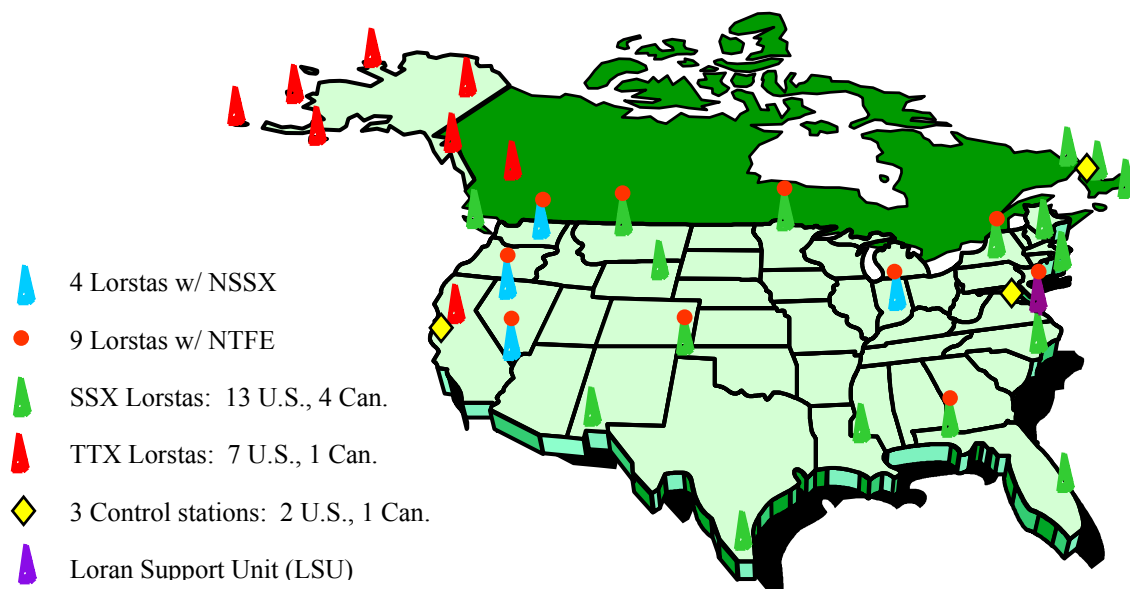 4 Lorstas w/ NSSX
9 Lorstas w/ NTFE
SSX Lorstas: 13 U.S., 4 Can.
TTX Lorstas: 7 U.S., 1 Can.
3 Control stations: 2 U.S., 1 Can.
Loran Support Unit (LSU)